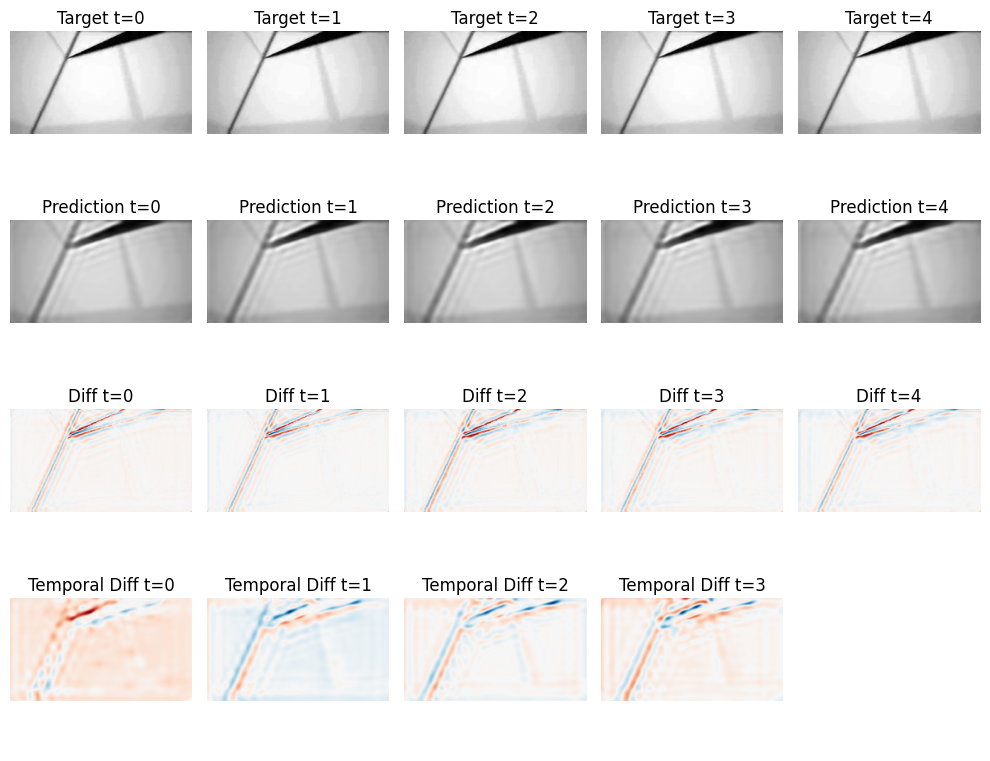 Target t=0 Target t=1 Target t=2 Target t=3 Target t=4
Prediction t=0 Prediction t=1 Prediction t=2 Prediction t=3 Prediction t=4
Diff t=0 Diff t=1 Diff t=2 Diff t=3 Diff t=4
Temporal Diff t=0 Temporal Diff t=1 Temporal Diff t=2 Temporal Diff t=3